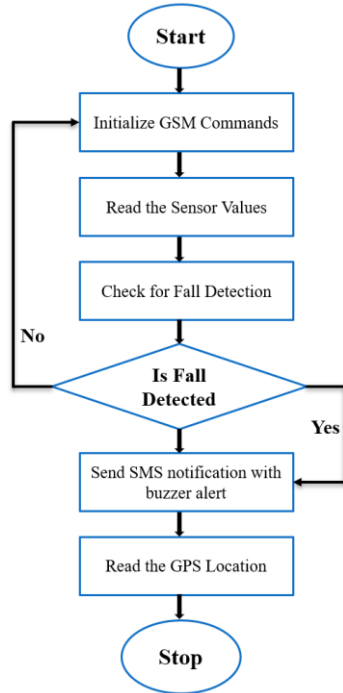 Start
Initialize GSM Commands
Read the Sensor Values
Check for Fall Detection
No
Is Fall
Detected
Yes
Send SMS notification with
buzzer alert
Read the GPS Location
Stop